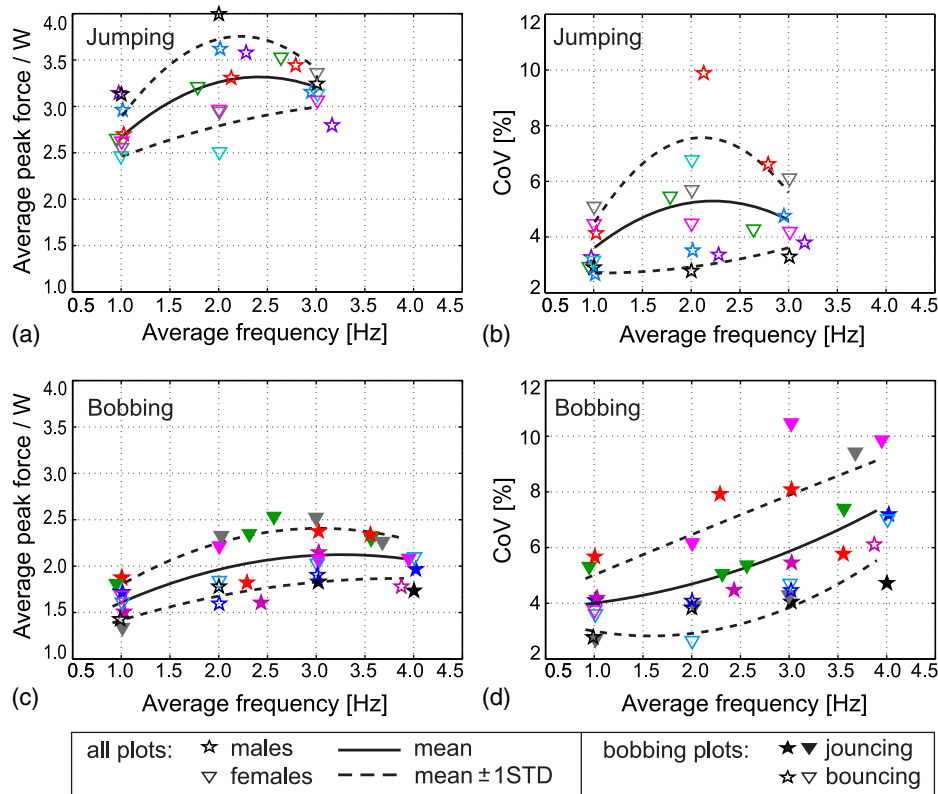 Jumping
Average peak force / W
4.0
3.5
3.0
2.5
2.0
1.5
1.0
0.5 1.0 1.5 2.0 2.5 3.0 3.5 4.0 4.5
(a) Average frequency [Hz]
Jumping
CoV [%]
12
10
8
6
4
2
0.5 1.0 1.5 2.0 2.5 3.0 3.5 4.0 4.5
(b) Average frequency [Hz]
Bobbing
Average peak force / W
4.0
3.5
3.0
2.5
2.0
1.5
1.0
0.5 1.0 1.5 2.0 2.5 3.0 3.5 4.0 4.5
(c) Average frequency [Hz]
Bobbing
CoV [%]
12
10
8
6
4
2
0.5 1.0 1.5 2.0 2.5 3.0 3.5 4.0 4.5
(d) Average frequency [Hz]
all plots: males mean
females mean ± 1STD
bobbing plots: jouncing
bouncing